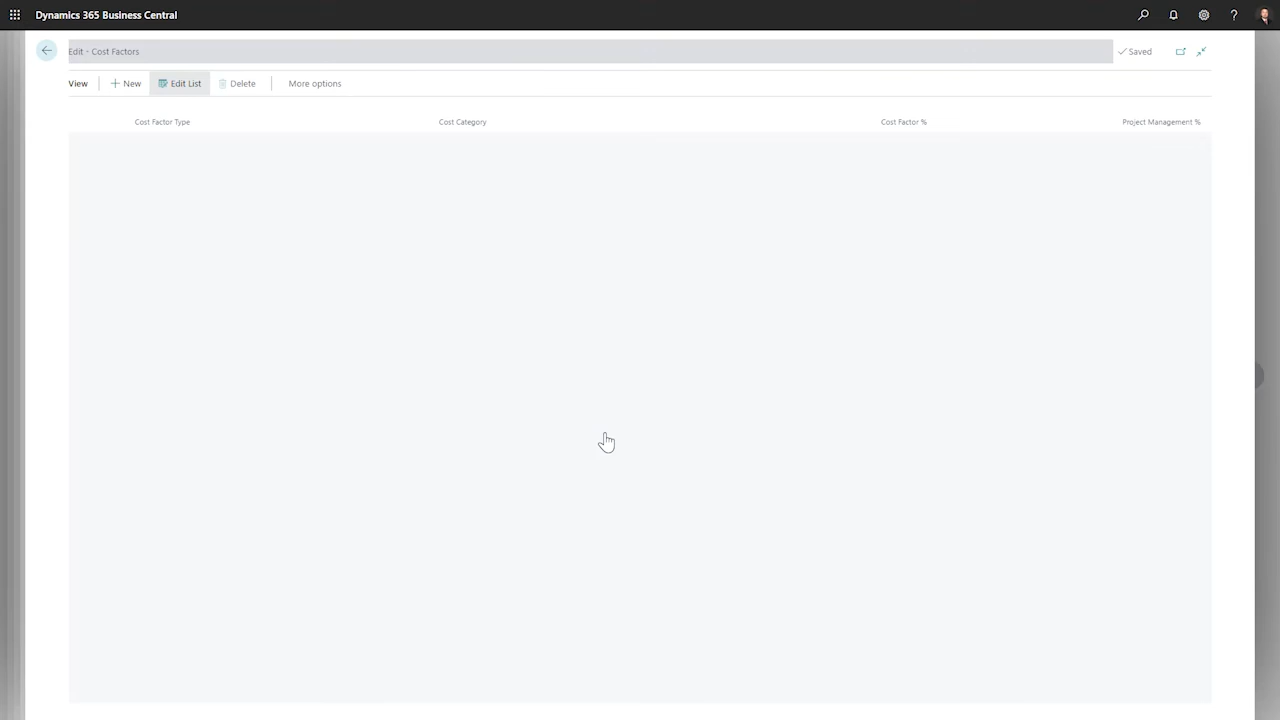 Dynamics 365 Business Central
Edit - Cost Factors
Saved
View
New
Edit List
Delete
More options
Cost Factor Type
Cost Category
Cost Factor %
Project Management %